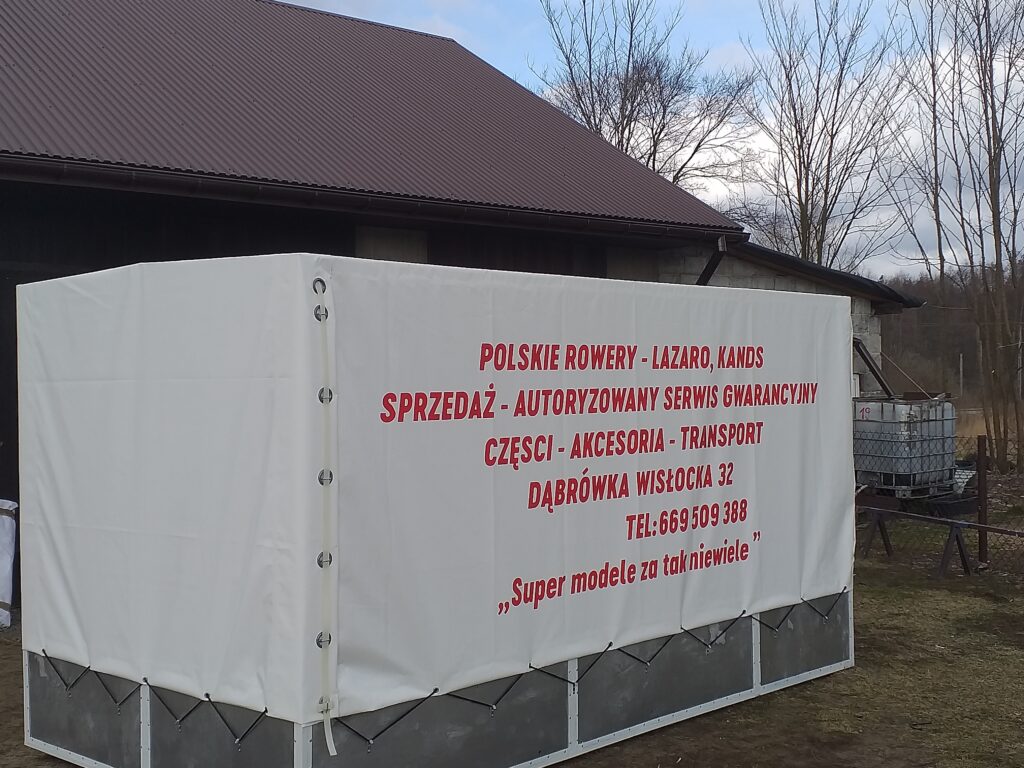 POLSKIE ROWERY - LAZARO, KANDS
SPRZEDAŻ - AUTORYZOWANY SERWIS GWARANCYJNY
CZĘSCI - AKCESORIA - TRANSPORT
DĄBRÓWKA WISŁOCKA 32
TEL:669 509 388
„Super modele za tak niewiele”
1º